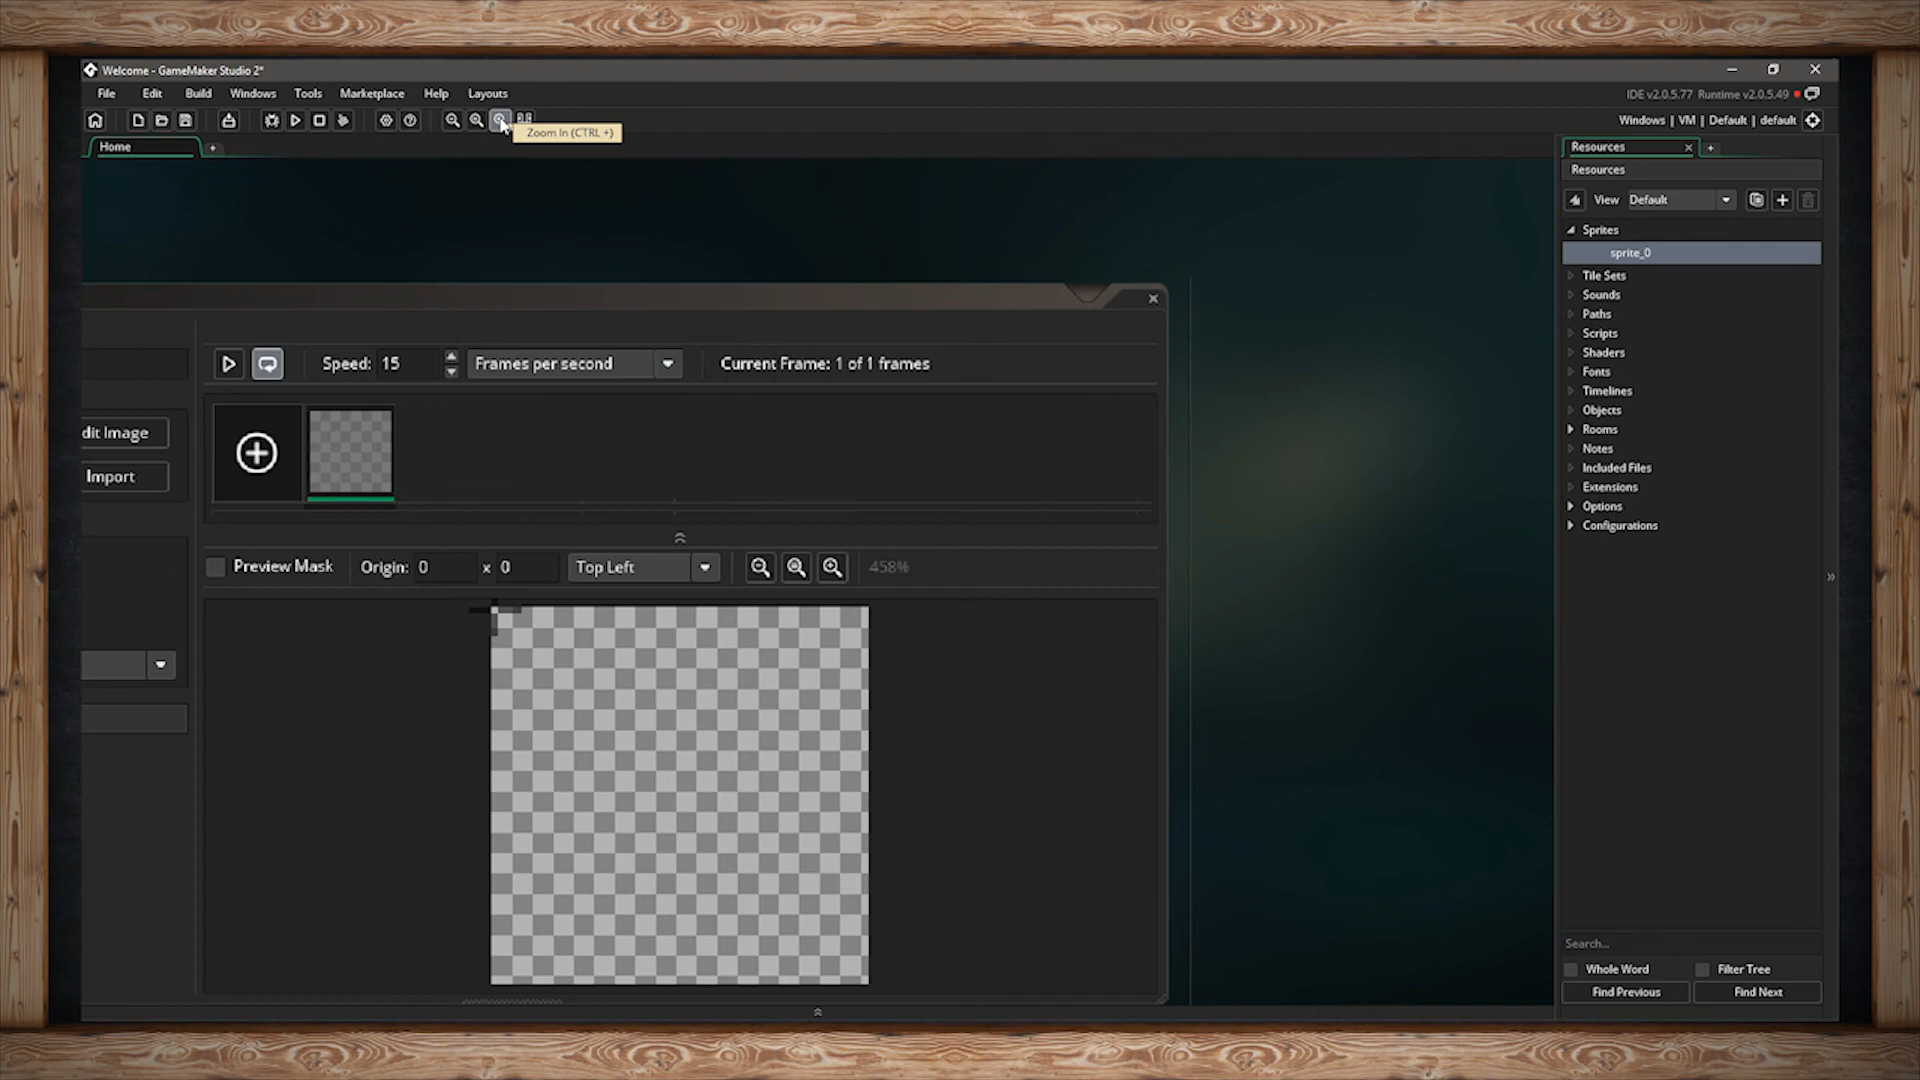 Welcome - GameMaker Studio 2*
File Edit Build Windows Tools Marketplace Help Layouts
IDE v2.0.5.77 Runtime v2.0.5.49
Zoom In (CTRL +)
Windows | VM | Default | default
Home
Resources
Resources
View Default
Sprites
sprite_0
Tile Sets
Sounds
Paths
Scripts
Shaders
Fonts
Timelines
Objects
Rooms
Notes
Included Files
Extensions
Options
Configurations
Speed: 15 Frames per second Current Frame: 1 of 1 frames
dit Image
Import
Preview Mask Origin: 0 x 0 Top Left 458%
Search...
Whole Word Filter Tree
Find Previous Find Next